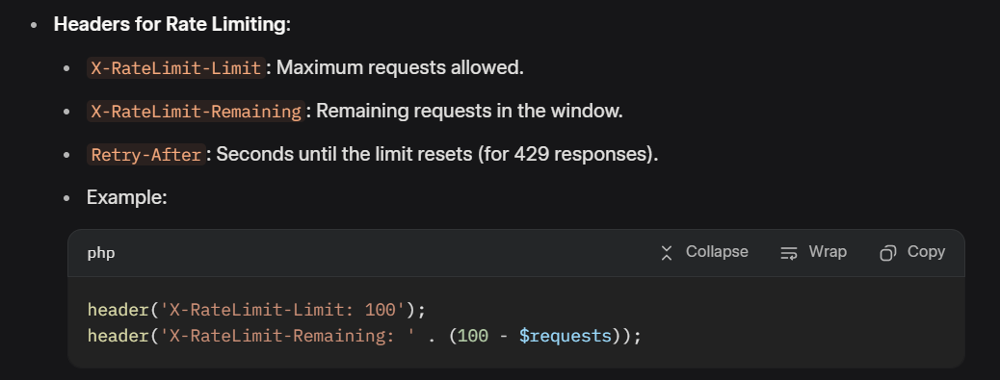 Headers for Rate Limiting:
X-RateLimit-Limit: Maximum requests allowed.
X-RateLimit-Remaining: Remaining requests in the window.
Retry-After: Seconds until the limit resets (for 429 responses).
Example:
php Collapse Wrap Copy
header('X-RateLimit-Limit: 100');
header('X-RateLimit-Remaining: ' . (100 - $requests));